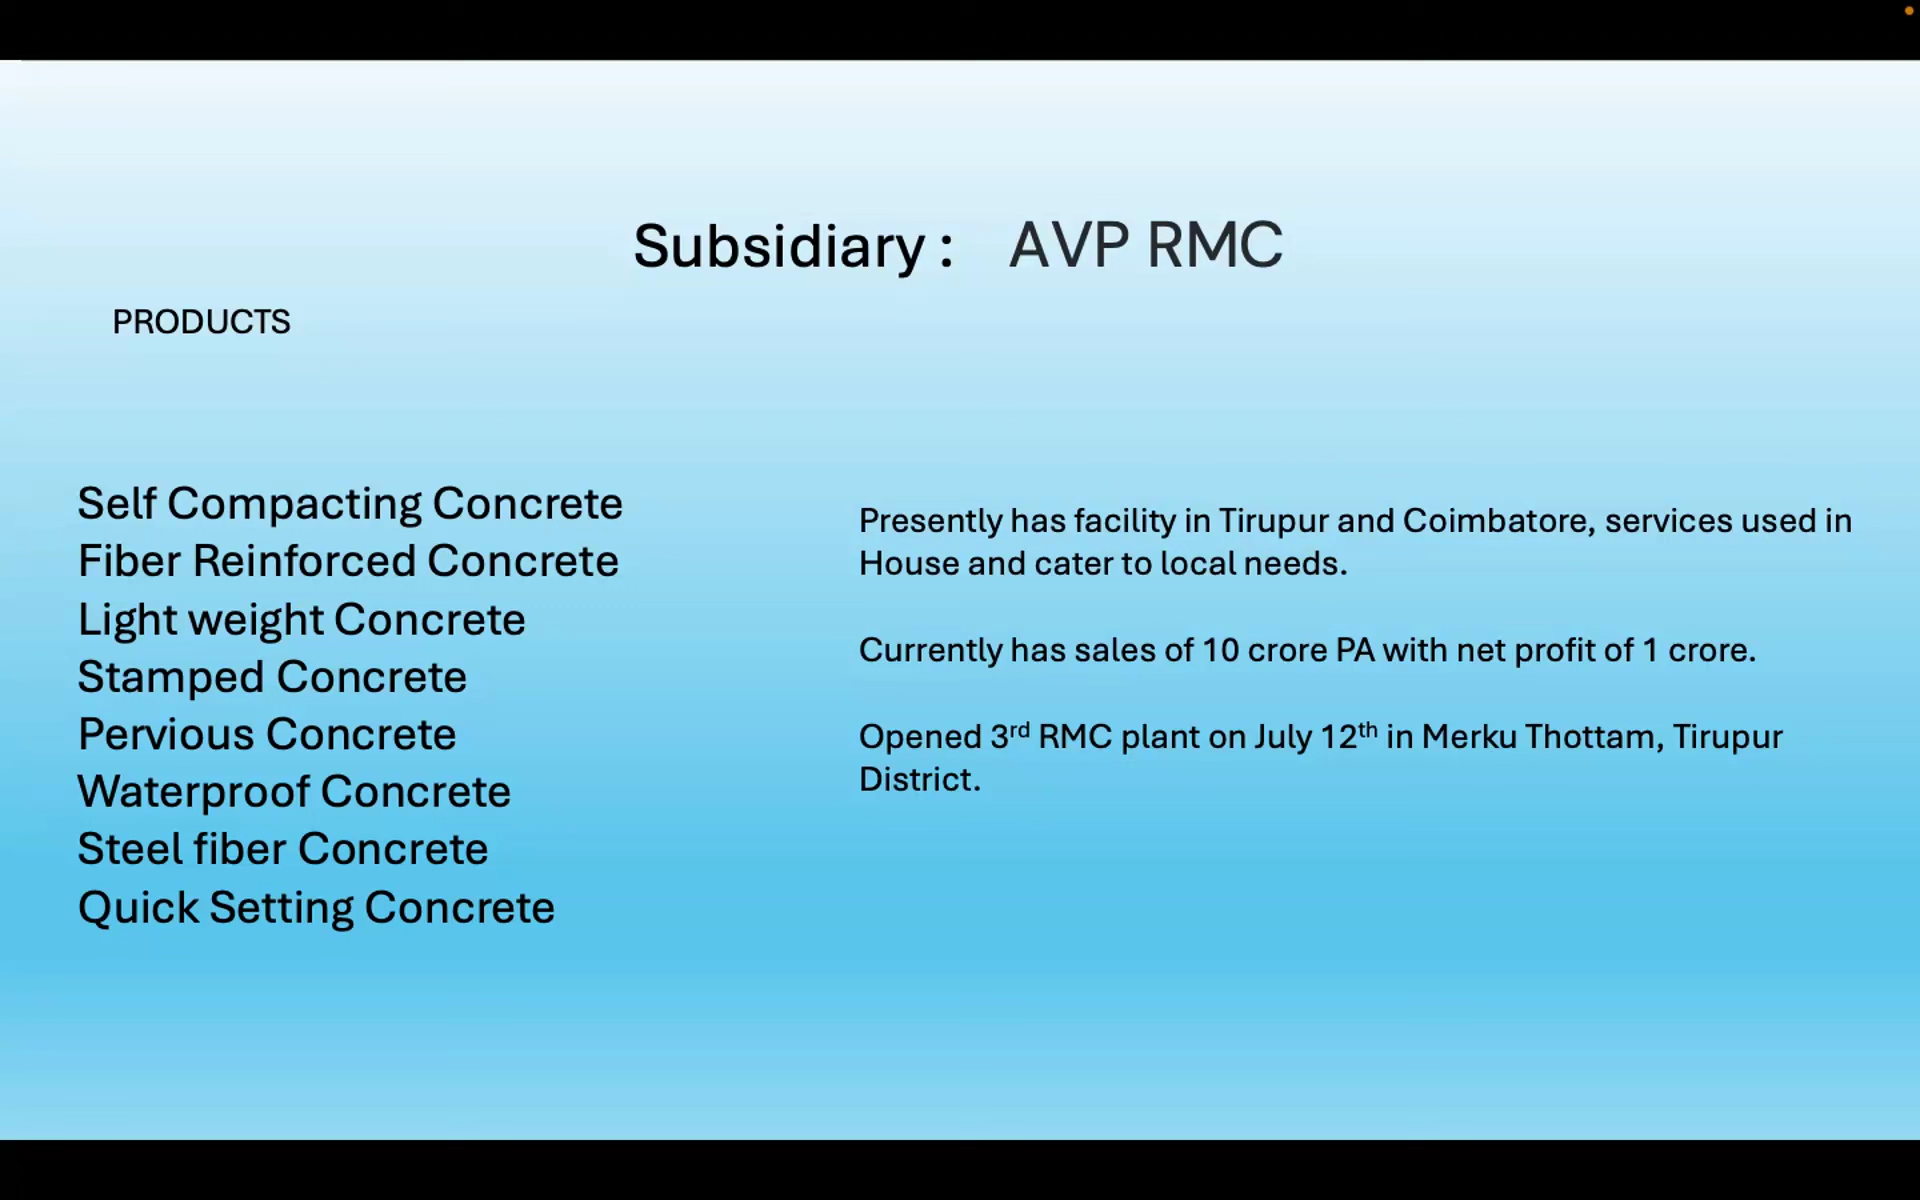 Subsidiary : AVP RMC
PRODUCTS
Self Compacting Concrete
Fiber Reinforced Concrete
Light weight Concrete
Stamped Concrete
Pervious Concrete
Waterproof Concrete
Steel fiber Concrete
Quick Setting Concrete
Presently has facility in Tirupur and Coimbatore, services used in
House and cater to local needs.
Currently has sales of 10 crore PA with net profit of 1 crore.
Opened 3rd RMC plant on July 12th in Merku Thottam, Tirupur
District.